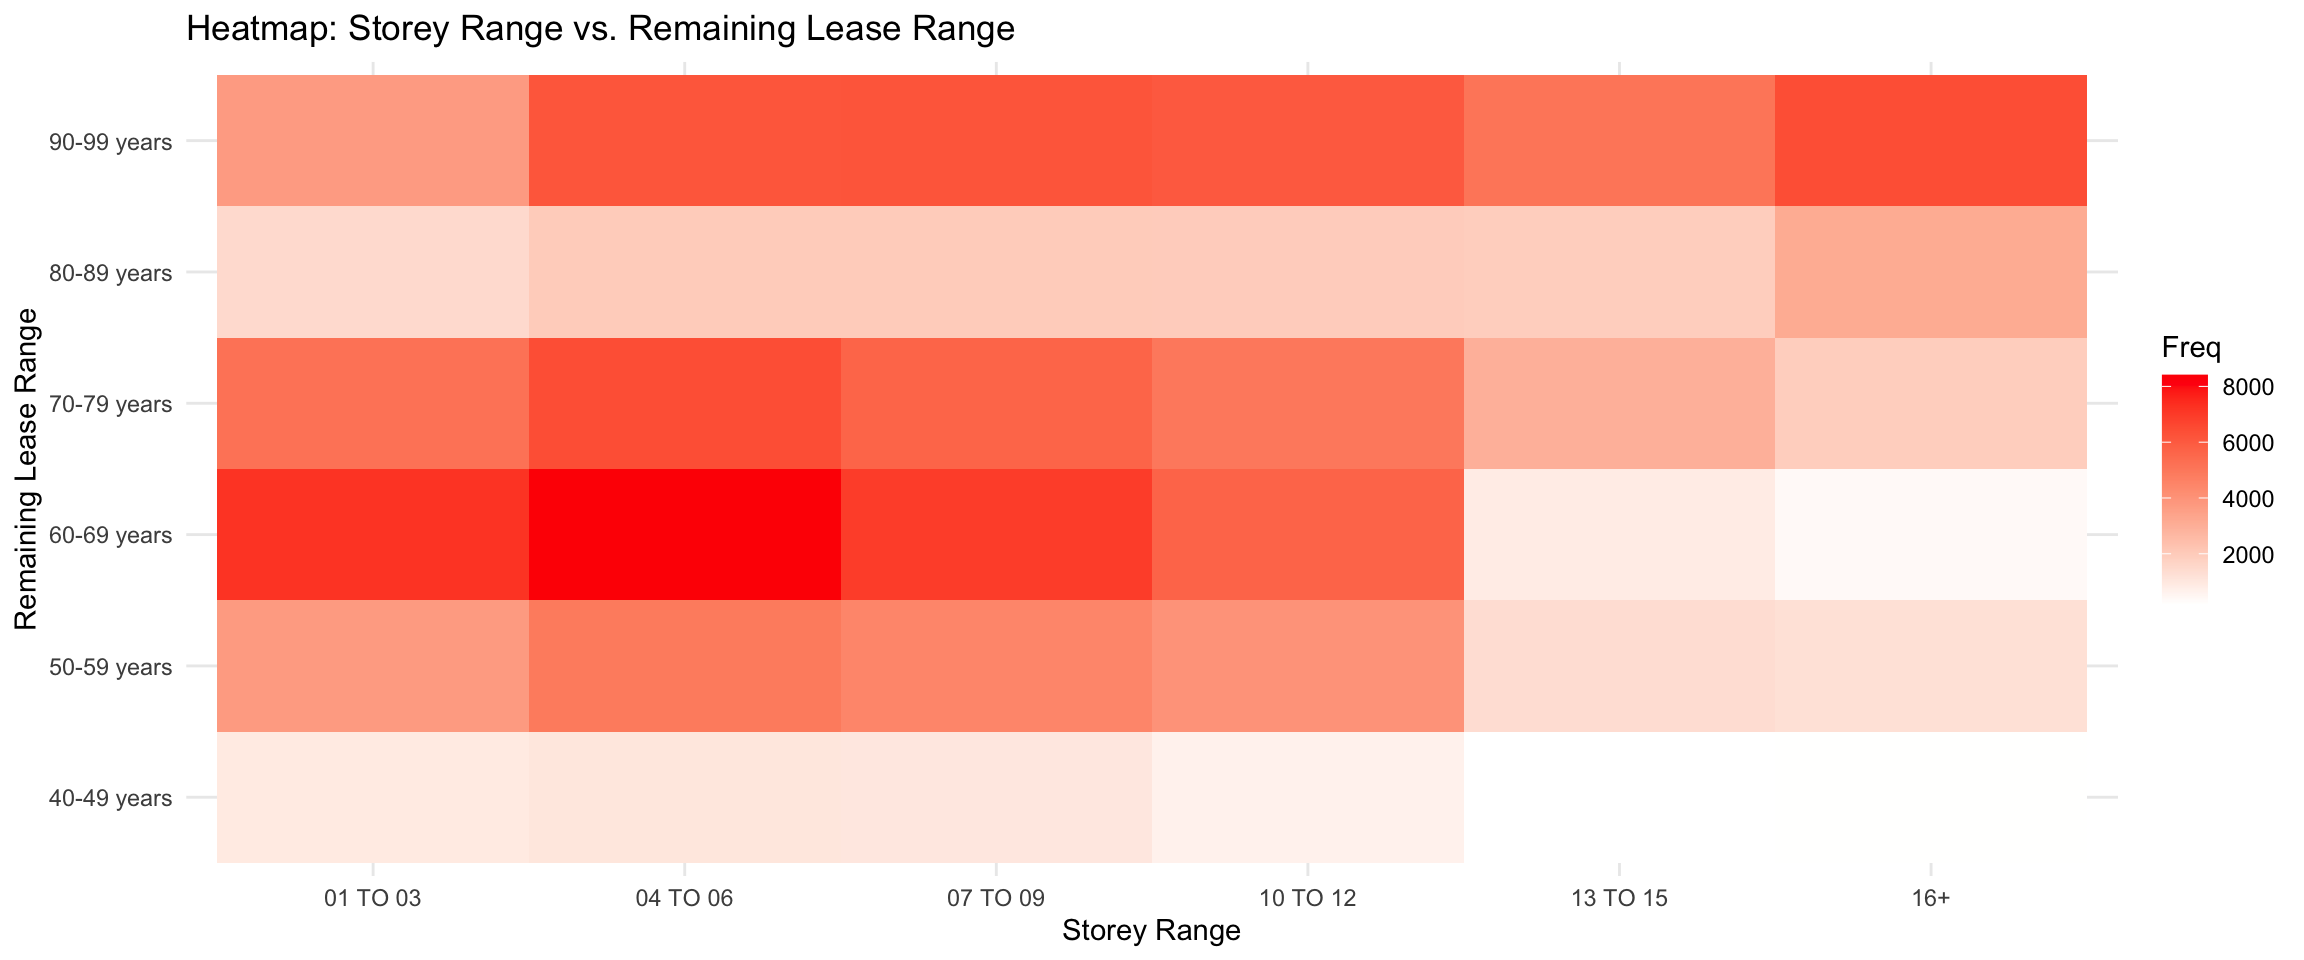 Heatmap: Storey Range vs. Remaining Lease Range
Remaining Lease Range
90-99 years
80-89 years
70-79 years
60-69 years
50-59 years
40-49 years
01 TO 03
04 TO 06
07 TO 09
10 TO 12
13 TO 15
16+
Storey Range
Freq
8000
6000
4000
2000